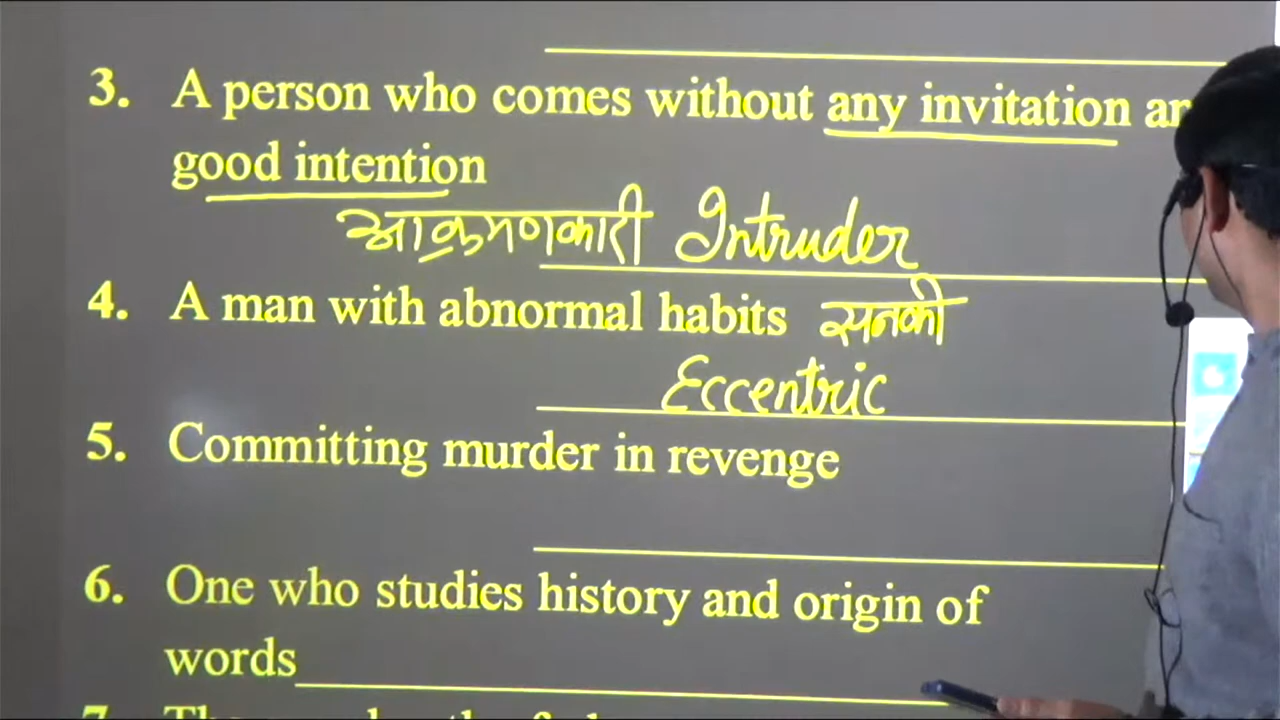 3. A person who comes without any invitation
good intention
आक्रमणकारी Intruder
4. A man with abnormal habits सनकी
Eccentric
5. Committing murder in revenge
6. One who studies history and origin of
words
7.